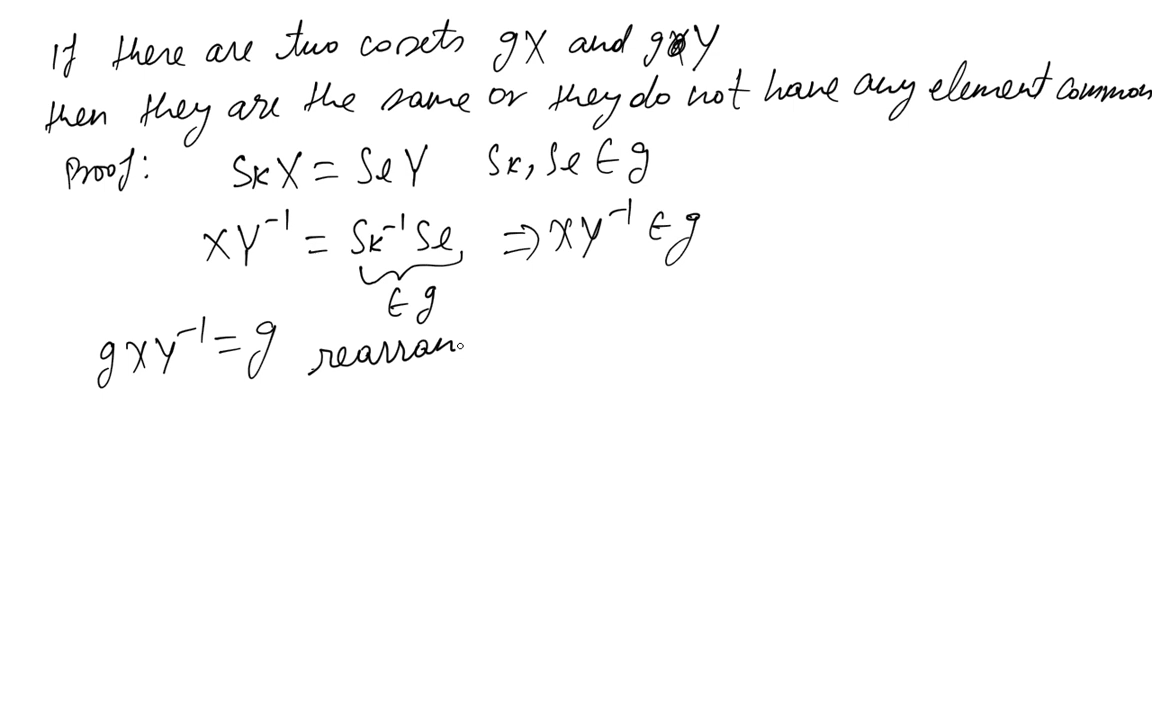 If there are two cosets gX and gY
then they are the same or they do not have any element common
Proof: SkX = SlY Sk, Sl ∈ g
XY⁻¹ = Sk⁻¹Sl, ⇒ XY⁻¹ ∈ g
∈ g
gXY⁻¹ = g rearran